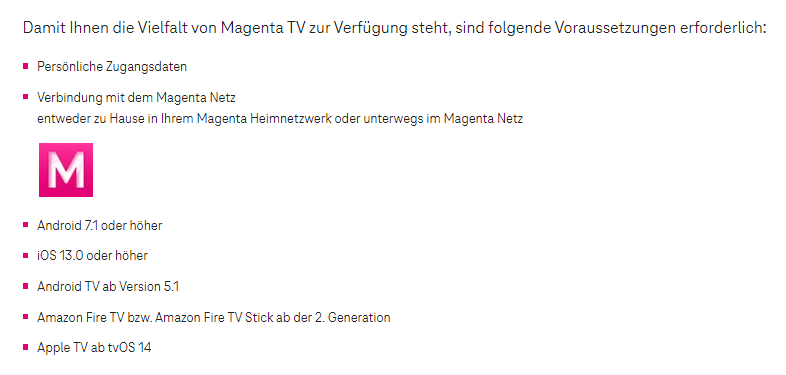 Damit Ihnen die Vielfalt von Magenta TV zur Verfügung steht, sind folgende Voraussetzungen erforderlich:
Persönliche Zugangsdaten
Verbindung mit dem Magenta Netz
entweder zu Hause in Ihrem Magenta Heimnetzwerk oder unterwegs im Magenta Netz
M
Android 7.1 oder höher
iOS 13.0 oder höher
Android TV ab Version 5.1
Amazon Fire TV bzw. Amazon Fire TV Stick ab der 2. Generation
Apple TV ab tvOS 14